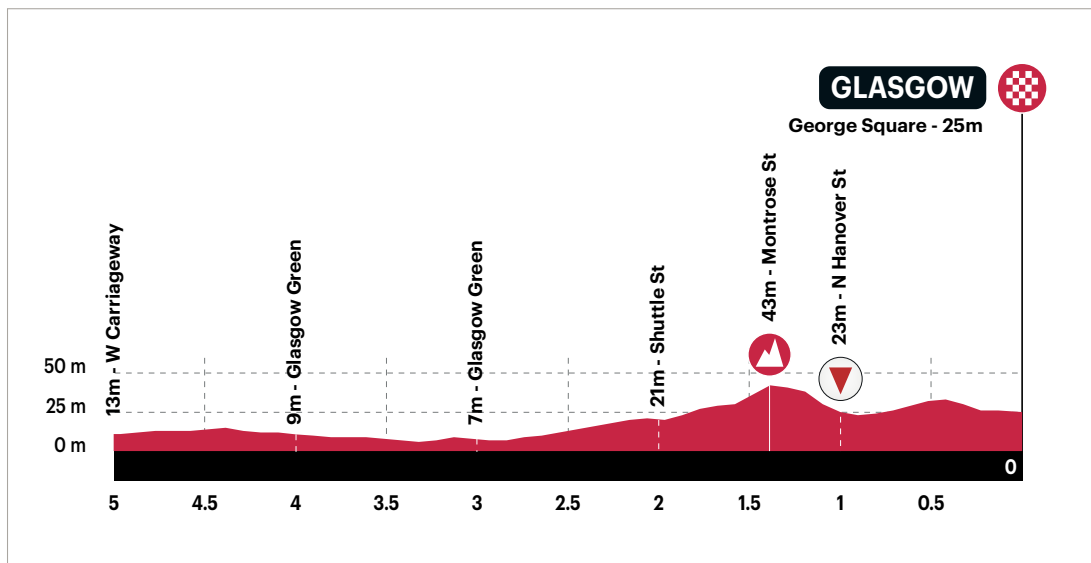 GLASGOW
George Square - 25m
13m - W Carriageway
9m - Glasgow Green
7m - Glasgow Green
21m - Shuttle St
43m - Montrose St
23m - N Hanover St
50 m
25 m
0 m
0
5 4.5 4 3.5 3 2.5 2 1.5 1 0.5